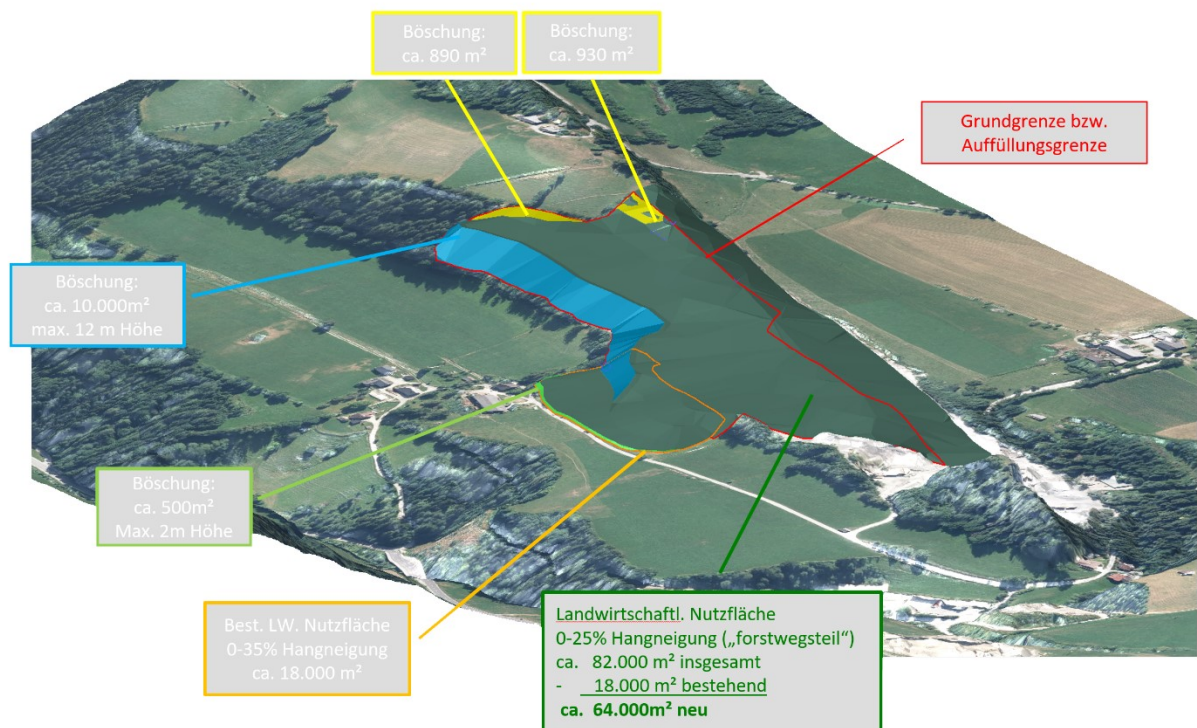 Böschung:
ca. 890 m²
Böschung:
ca. 930 m²
Grundgrenze bzw.
Auffüllungsgrenze
Böschung:
ca. 10.000m²
max. 12 m Höhe
Böschung:
ca. 500m²
Max. 2m Höhe
Best. LW. Nutzfläche
0-35% Hangneigung
ca. 18.000 m²
Landwirtschaftl. Nutzfläche
0-25% Hangneigung („forstwegsteil“)
ca. 82.000 m² insgesamt
- 18.000 m² bestehend
ca. 64.000m² neu